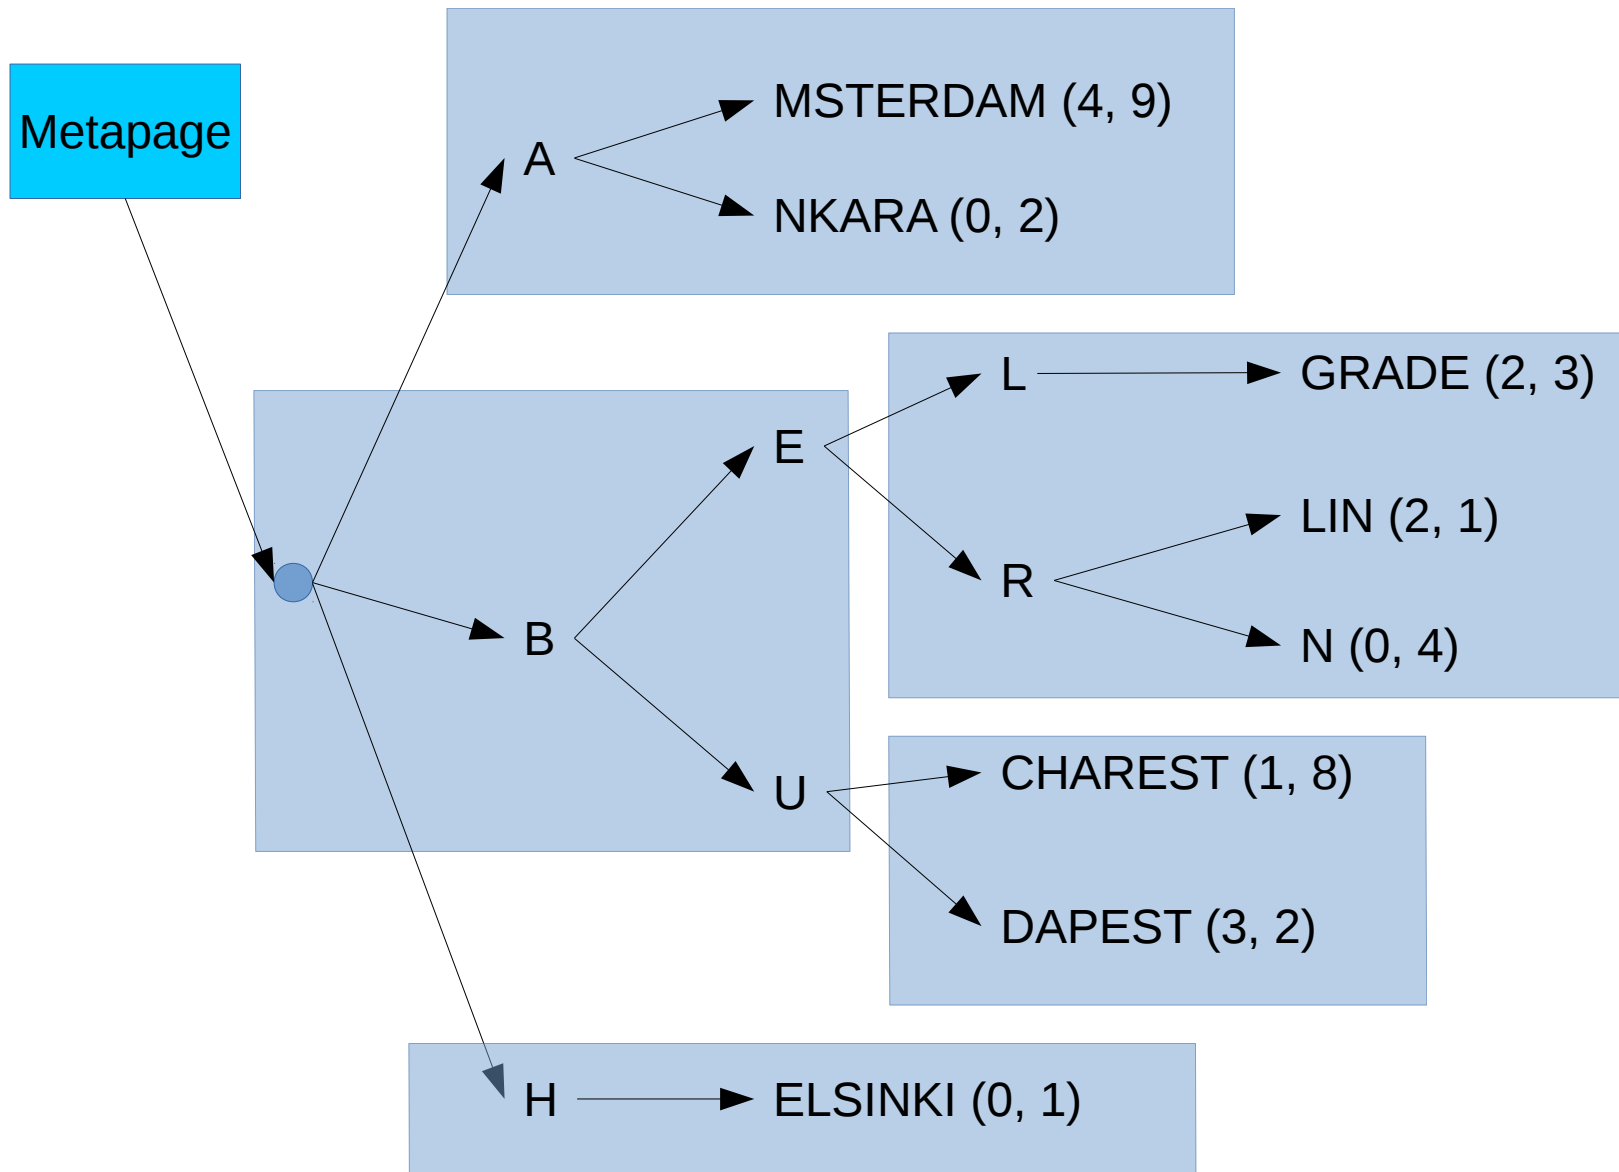 Metapage
A
MSTERDAM (4, 9)
NKARA (0, 2)
B
E
L
GRADE (2, 3)
R
LIN (2, 1)
N (0, 4)
U
CHAREST (1, 8)
DAPEST (3, 2)
H
ELSINKI (0, 1)